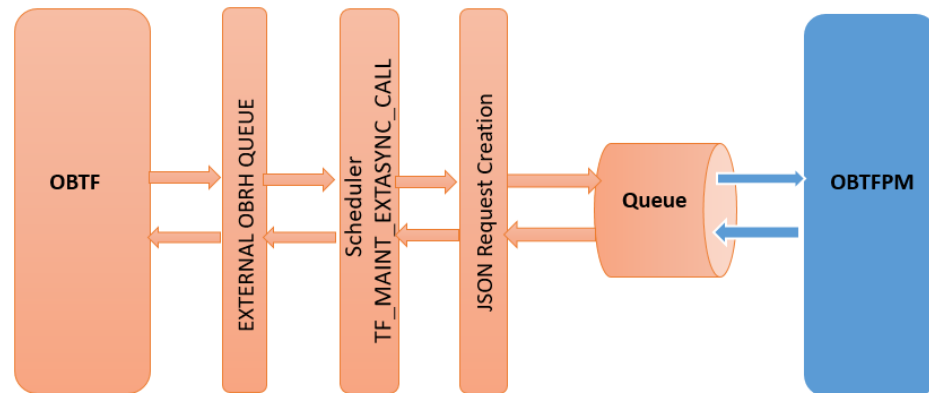 OBTF
EXTERNAL OBRH QUEUE
Scheduler
TF_MAINT_EXTASYNC_CALL
JSON Request Creation
Queue
OBTFPM